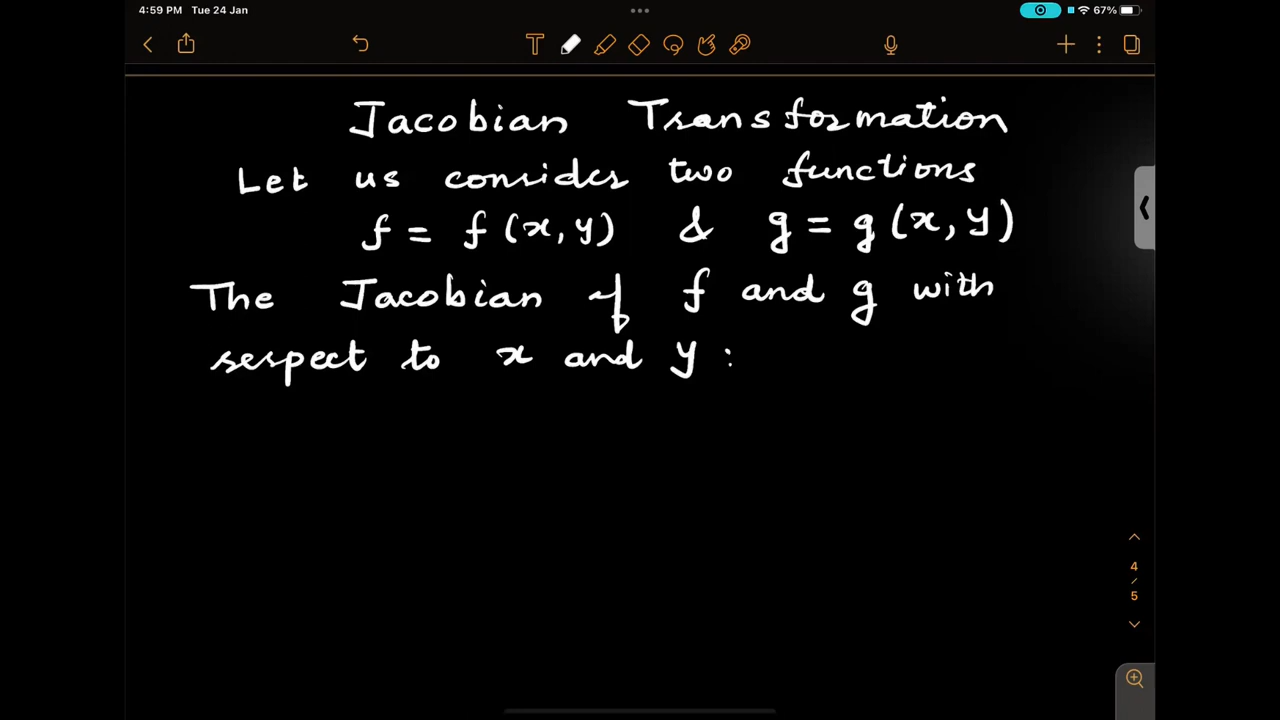 4:59 PM Tue 24 Jan
67%
Jacobian Transformation
Let us consider two functions
f = f(x, y) & g = g(x, y)
The Jacobian of f and g with
respect to x and y :
4
/
5